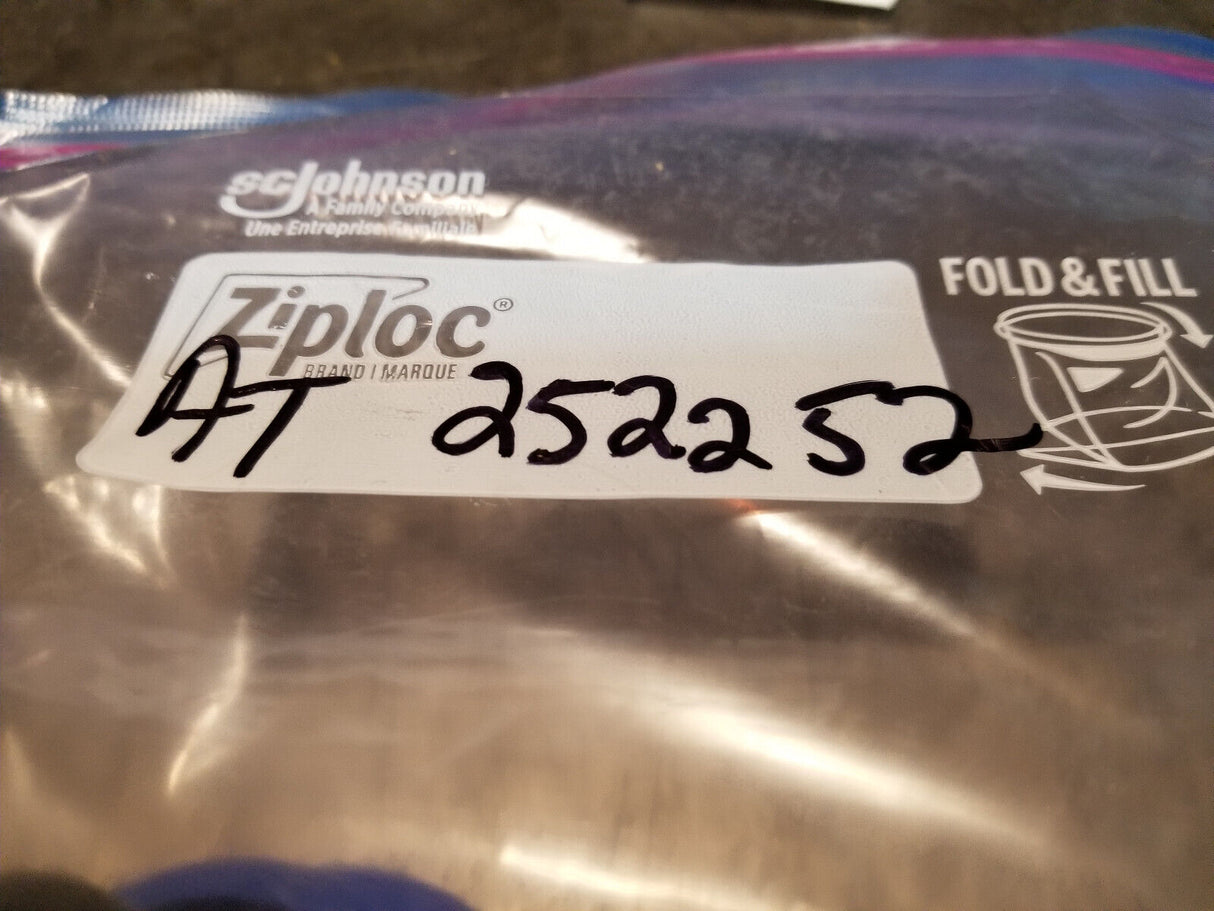 scjohnson
A Family Company
Une Entreprise Familiale
Ziploc®
BRAND | MARQUE
FOLD & FILL
AT 252252